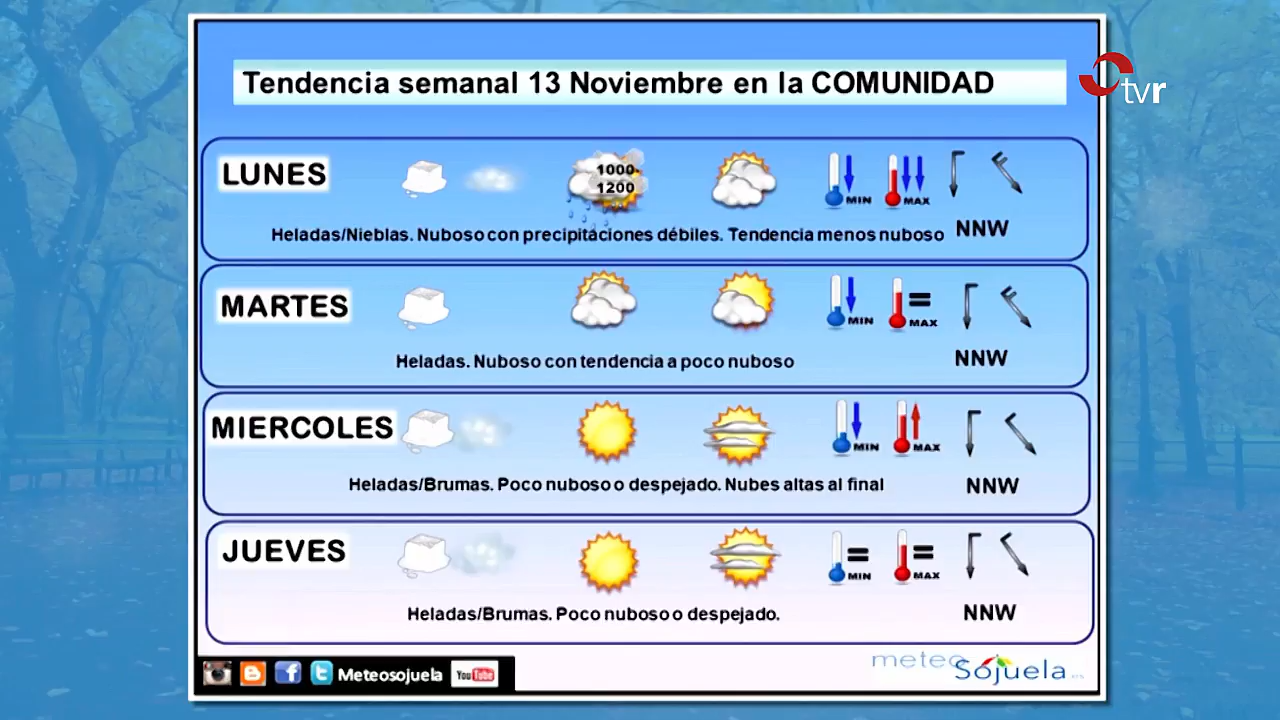 Tendencia semanal 13 Noviembre en la COMUNIDAD
tvr
LUNES
1000
1200
MIN
MAX
NNW
Heladas/Nieblas. Nuboso con precipitaciones débiles. Tendencia menos nuboso
MARTES
MIN
MAX
Heladas. Nuboso con tendencia a poco nuboso
NNW
MIERCOLES
MIN
MAX
Heladas/Brumas. Poco nuboso o despejado. Nubes altas al final
NNW
JUEVES
MIN
MAX
Heladas/Brumas. Poco nuboso o despejado.
NNW
Meteosojuela
YouTube
meteo
Sojuela